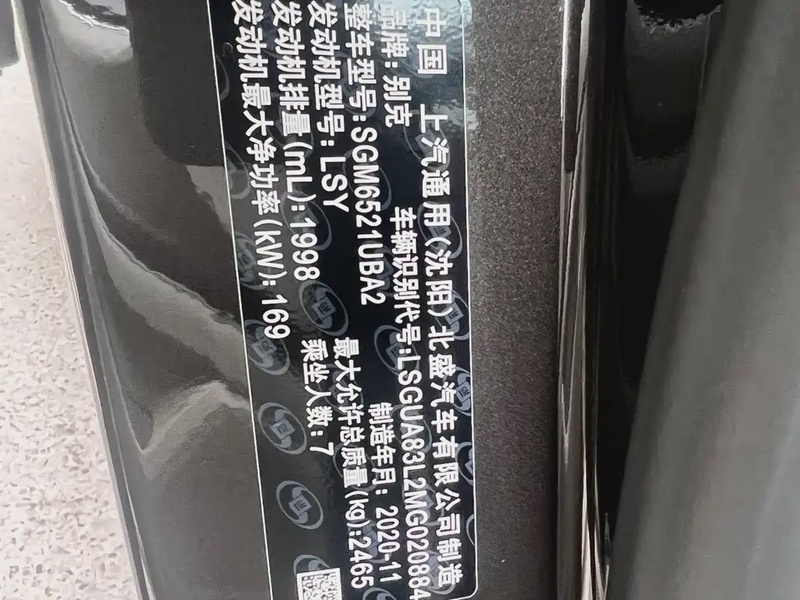 中国 上汽通用(沈阳)北盛汽车有限公司制造
品牌:别克 车辆识别代号:LSGUA83L2MG020884
整车型号:SGM6521UBA2 制造年月:2020-11
发动机型号:LSY 最大允许总质量(kg):2465
发动机排量(mL):1998 乘坐人数:7
发动机最大净功率(kW):169